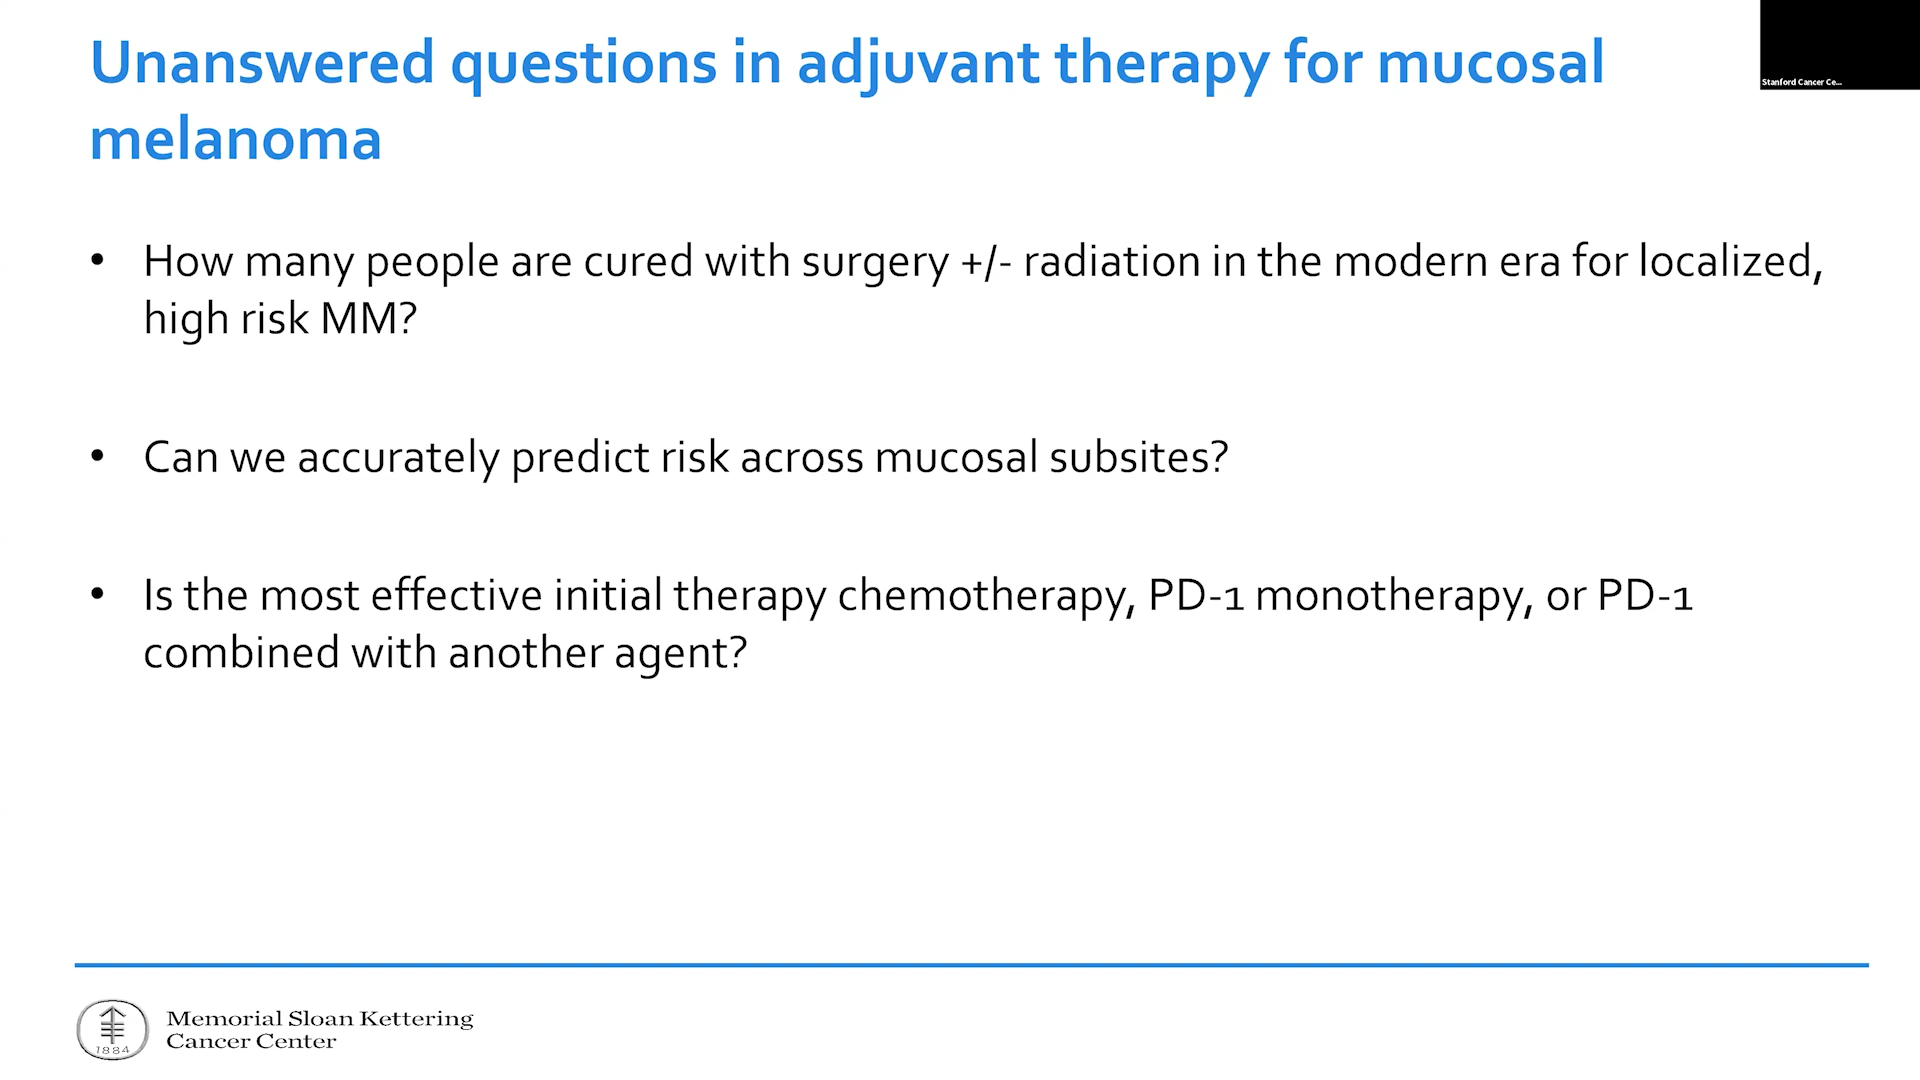 Unanswered questions in adjuvant therapy for mucosal
melanoma
Stanford Cancer Ce...
• How many people are cured with surgery +/- radiation in the modern era for localized,
high risk MM?
• Can we accurately predict risk across mucosal subsites?
• Is the most effective initial therapy chemotherapy, PD-1 monotherapy, or PD-1
combined with another agent?
1884
Memorial Sloan Kettering
Cancer Center